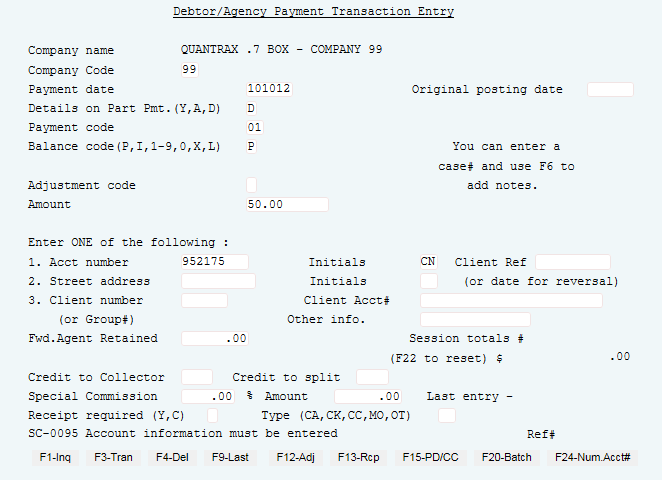 Debtor/Agency Payment Transaction Entry
Company name QUANTRAX .7 BOX - COMPANY 99
Company Code 99
Payment date 101012 Original posting date
Details on Part Pmt.(Y,A,D) D
Payment code 01
Balance code(P,I,1-9,0,X,L) P You can enter a
case# and use F6 to
Adjustment code add notes.
Amount 50.00
Enter ONE of the following :
1. Acct number 952175 Initials CN Client Ref
2. Street address Initials (or date for reversal)
3. Client number Client Acct#
(or Group#) Other info.
Fwd.Agent Retained .00 Session totals #
(F22 to reset) $ .00
Credit to Collector Credit to split
Special Commission .00 % Amount .00 Last entry -
Receipt required (Y,C) Type (CA,CK,CC,MO,OT)
SC-0095 Account information must be entered Ref#
F1-Inq F3-Tran F4-Del F9-Last F12-Adj F13-Rcp F15-PD/CC F20-Batch F24-Num.Acct#